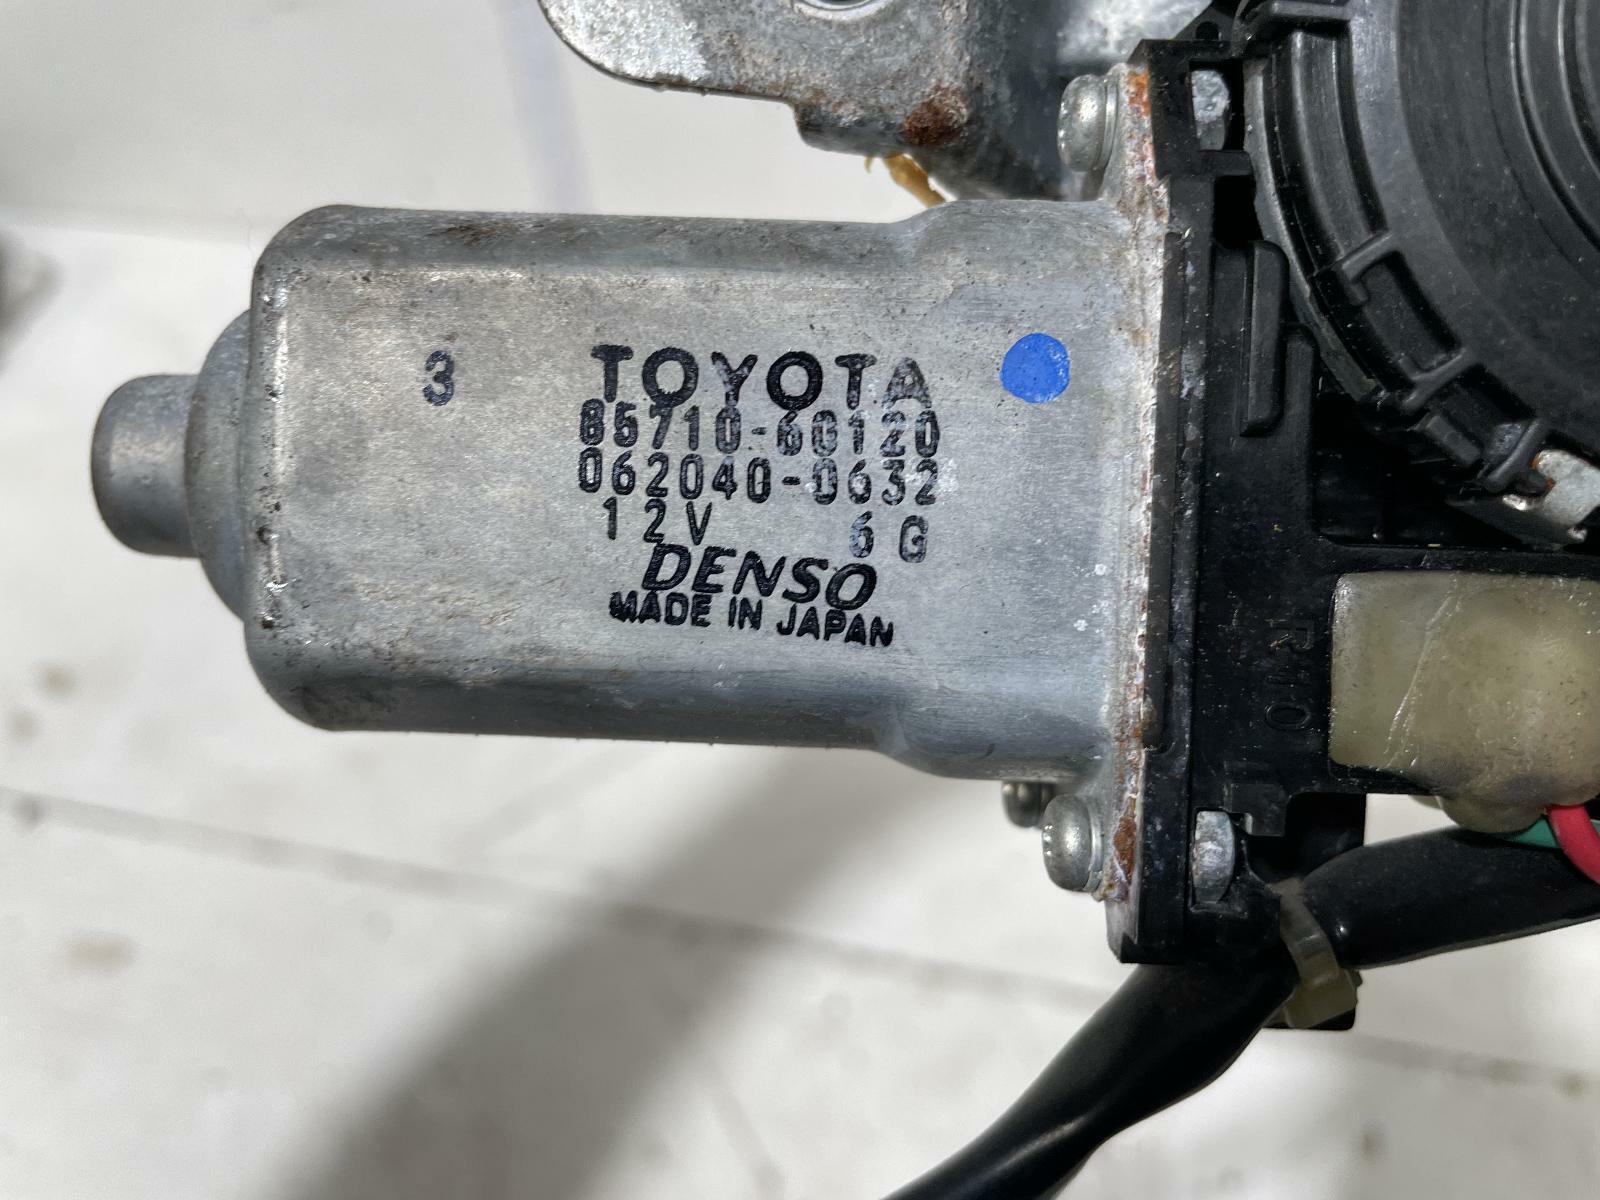 3
TOYOTA
85710-60120
062040-0632
12V 6G
DENSO
MADE IN JAPAN